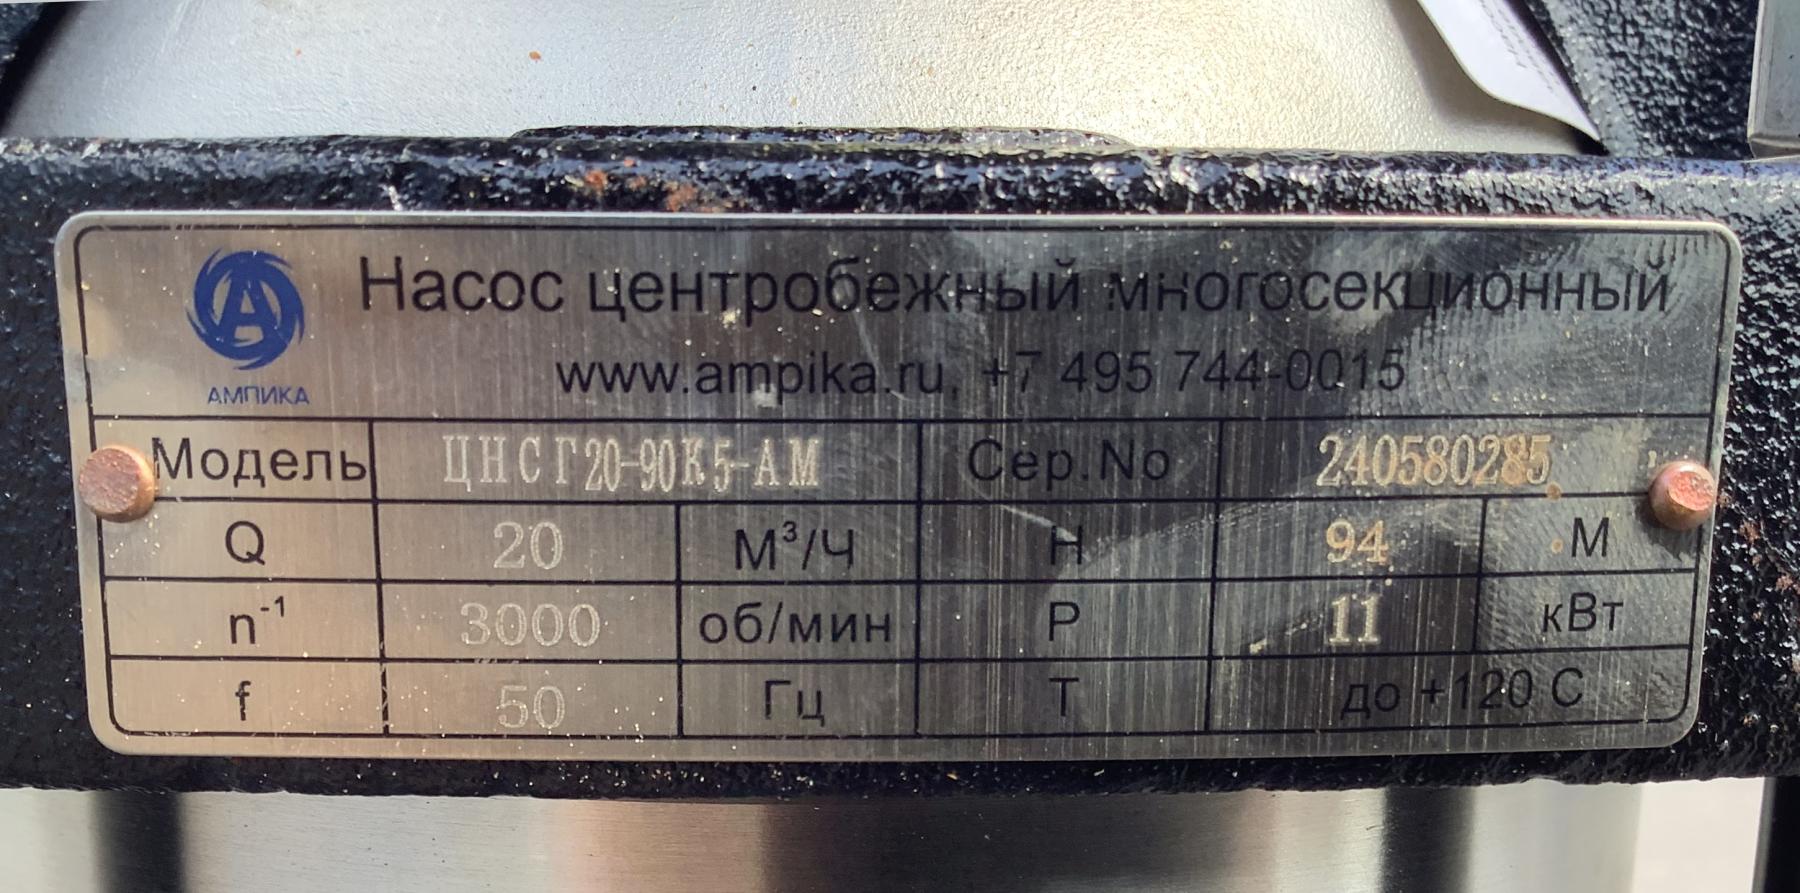 Насос центробежный многосекционный
www.ampika.ru, +7 495 744-0015
АМПИКА
Модель ЦНСГ20-90К5-АМ Сер.No 240580285
Q 20 М³/Ч H 94 М
n⁻¹ 3000 об/мин P 11 кВт
f 50 Гц T до +120 С